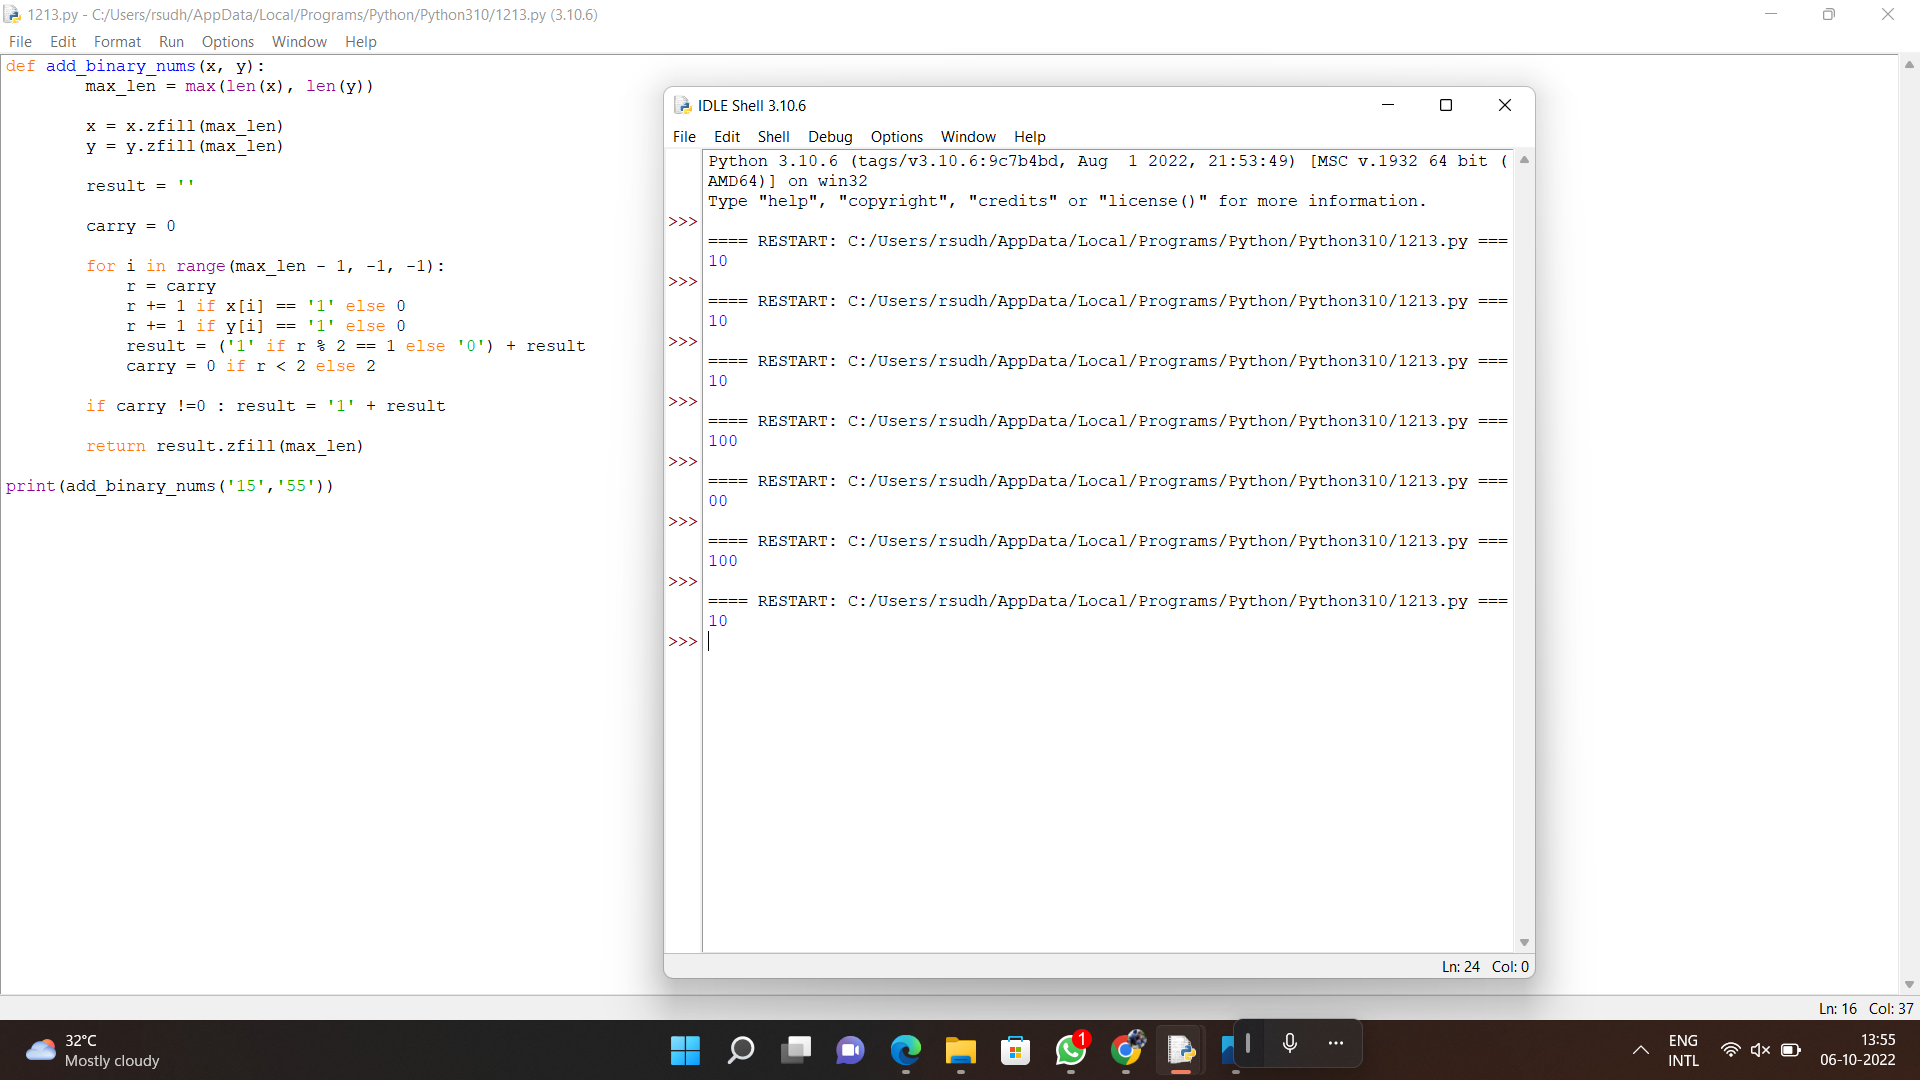 1213.py - C:/Users/rsudh/AppData/Local/Programs/Python/Python310/1213.py (3.10.6)
File Edit Format Run Options Window Help
def add_binary_nums(x, y):
        max_len = max(len(x), len(y))
        x = x.zfill(max_len)
        y = y.zfill(max_len)
        result = ''
        carry = 0
        for i in range(max_len - 1, -1, -1):
            r = carry
            r += 1 if x[i] == '1' else 0
            r += 1 if y[i] == '1' else 0
            result = ('1' if r % 2 == 1 else '0') + result
            carry = 0 if r < 2 else 2
        if carry !=0 : result = '1' + result
        return result.zfill(max_len)
print(add_binary_nums('15','55'))
IDLE Shell 3.10.6
File Edit Shell Debug Options Window Help
Python 3.10.6 (tags/v3.10.6:9c7b4bd, Aug  1 2022, 21:53:49) [MSC v.1932 64 bit (
AMD64)] on win32
Type "help", "copyright", "credits" or "license()" for more information.
>>>
==== RESTART: C:/Users/rsudh/AppData/Local/Programs/Python/Python310/1213.py ===
10
>>>
==== RESTART: C:/Users/rsudh/AppData/Local/Programs/Python/Python310/1213.py ===
10
>>>
==== RESTART: C:/Users/rsudh/AppData/Local/Programs/Python/Python310/1213.py ===
10
>>>
==== RESTART: C:/Users/rsudh/AppData/Local/Programs/Python/Python310/1213.py ===
100
>>>
==== RESTART: C:/Users/rsudh/AppData/Local/Programs/Python/Python310/1213.py ===
00
>>>
==== RESTART: C:/Users/rsudh/AppData/Local/Programs/Python/Python310/1213.py ===
100
>>>
==== RESTART: C:/Users/rsudh/AppData/Local/Programs/Python/Python310/1213.py ===
10
>>>
Ln: 24 Col: 0
Ln: 16 Col: 37
32°C
Mostly cloudy
1
ENG
INTL
13:55
06-10-2022